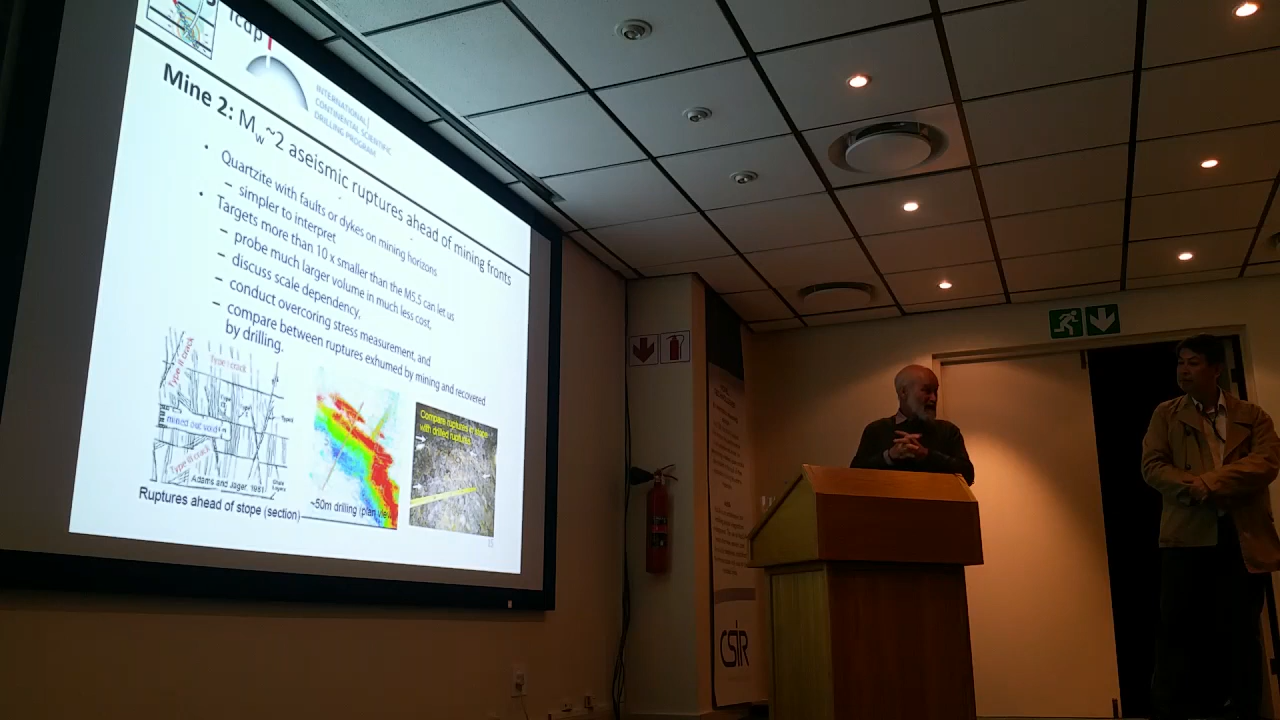 INTERNATIONAL
CONTINENTAL SCIENTIFIC
DRILLING PROGRAM
Mine 2: Mw~2 aseismic ruptures ahead of mining fronts
• Quartzite with faults or dykes on mining horizons
– simpler to interpret
• Targets more than 10 x smaller than the M5.5 can let us
– probe much larger volume in much less cost,
– discuss scale dependency,
– conduct overcoring stress measurement, and
– compare between ruptures exhumed by mining and recovered
by drilling.
mined out
Adams and Jager, 1981
Ruptures ahead of stope (section)
~50m drilling (plan view)
Compare ruptures in stope
with drilled ruptures
CSIR